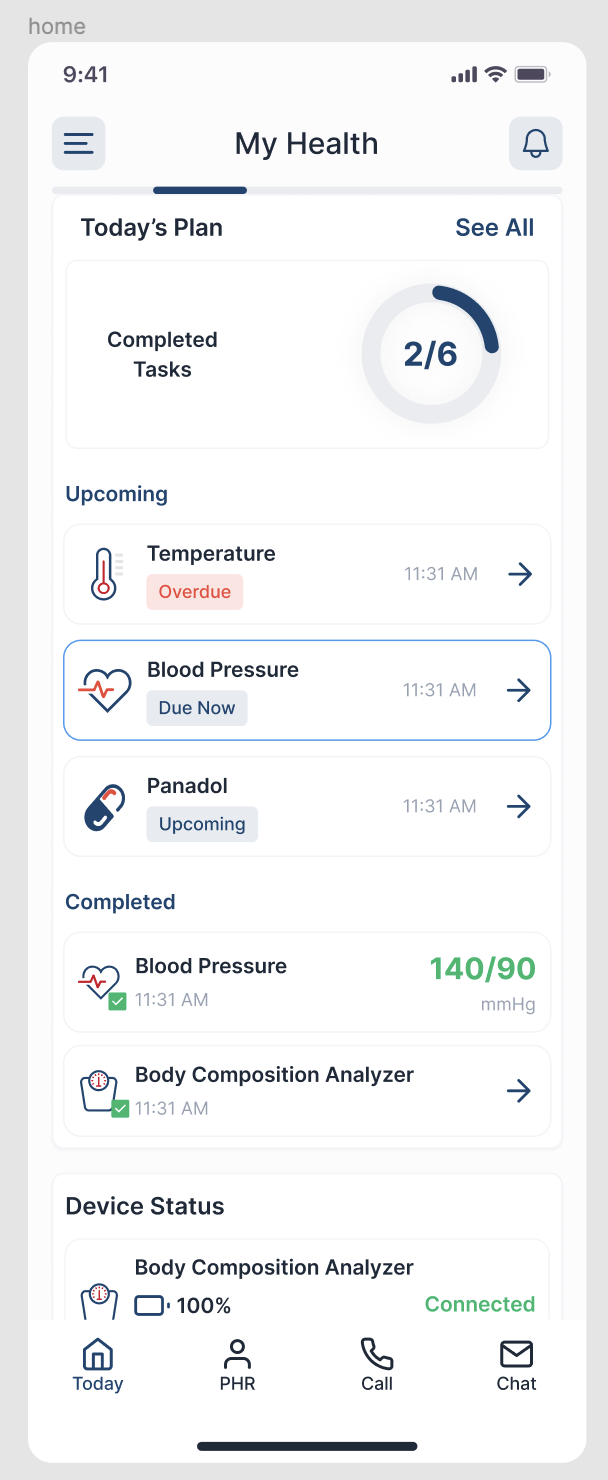 home
9:41
My Health
Today’s Plan
See All
Completed
Tasks
2/6
Upcoming
Temperature
Overdue
11:31 AM
Blood Pressure
Due Now
11:31 AM
Panadol
Upcoming
11:31 AM
Completed
Blood Pressure
11:31 AM
140/90
mmHg
Body Composition Analyzer
11:31 AM
Device Status
Body Composition Analyzer
100%
Connected
Today
PHR
Call
Chat